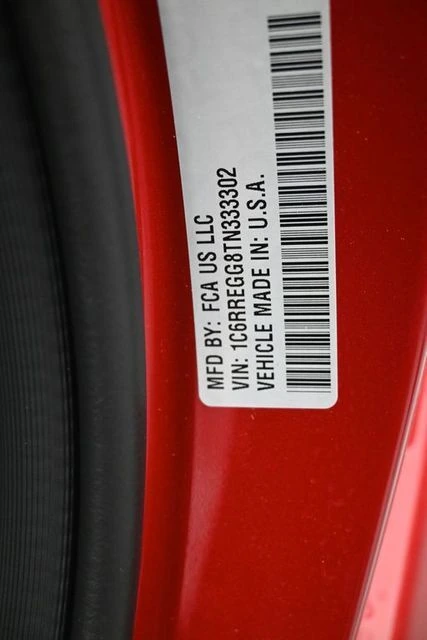 MFD BY: FCA US LLC
VIN: 1C6RREGG8TN333302
VEHICLE MADE IN: U.S.A.